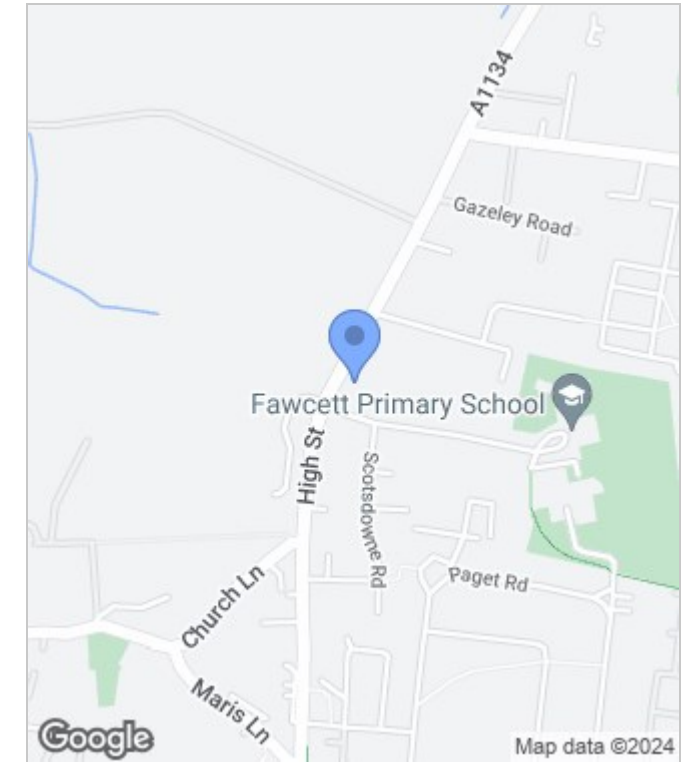 A1134
Gazeley Road
Fawcett Primary School
High St
Scotsdowne Rd
Paget Rd
Church Ln
Maris Ln
Google
Map data ©2024